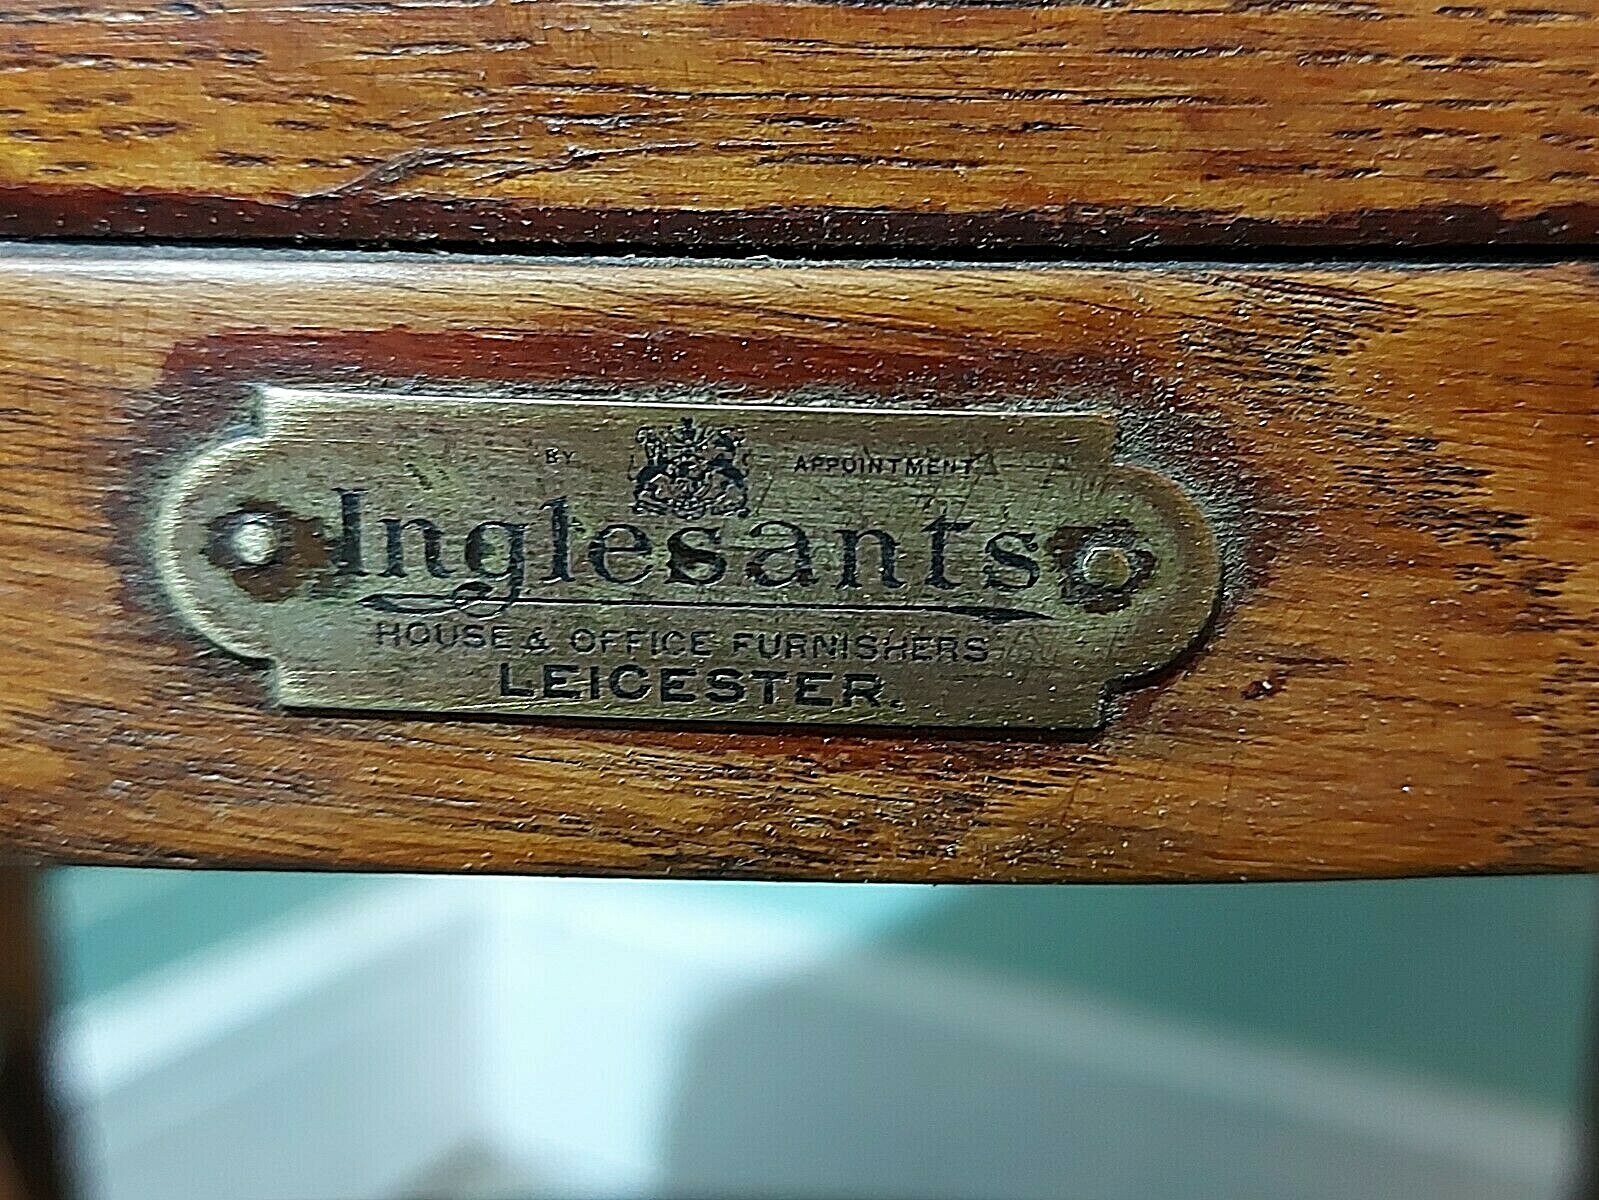 BY APPOINTMENT
Inglesants
HOUSE & OFFICE FURNISHERS
LEICESTER.